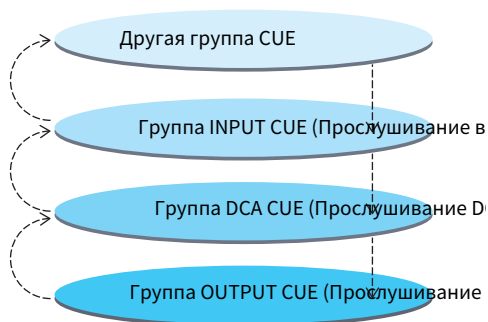 Другая группа CUE
Группа INPUT CUE (Прослушивание в
Группа DCA CUE (Прослушивание
Группа OUTPUT CUE (Прослушивание